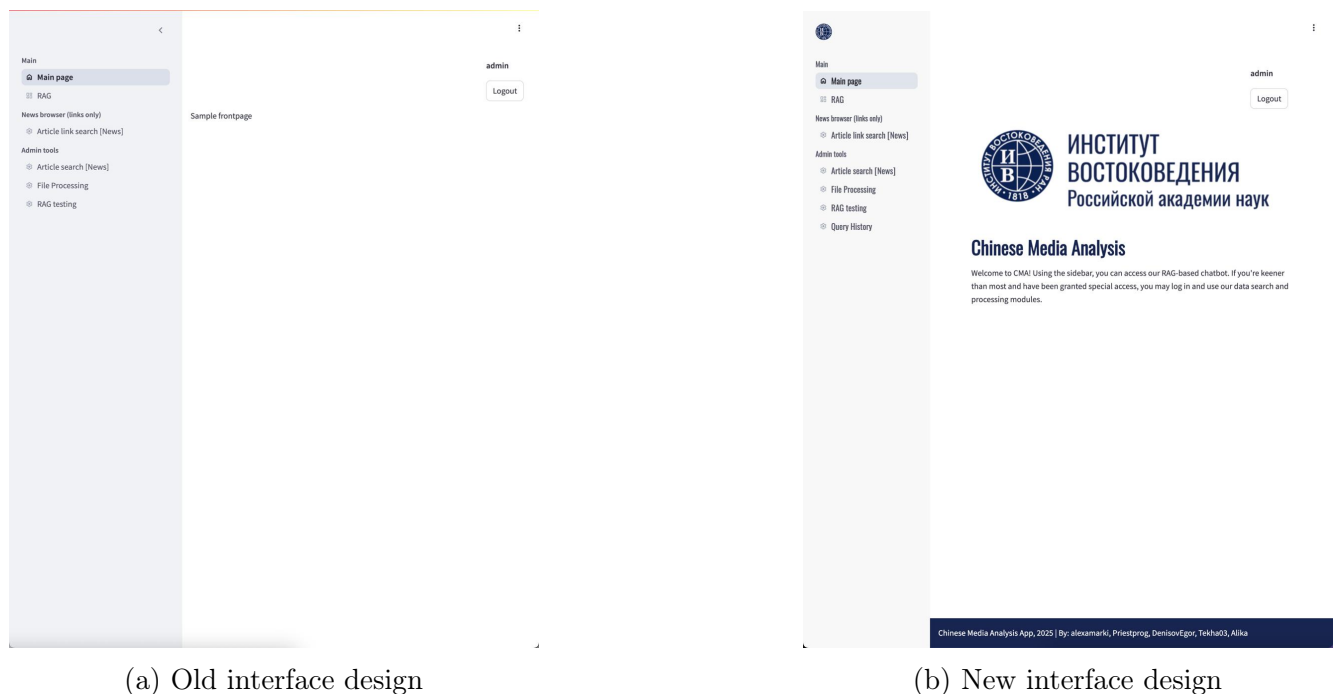 Main
Main page
RAG
News browser (links only)
Article link search [News]
Admin tools
Article search [News]
File Processing
RAG testing
admin
Logout
Sample frontpage
(a) Old interface design
Main
Main page
RAG
News browser (links only)
Article link search [News]
Admin tools
Article search [News]
File Processing
RAG testing
Query History
admin
Logout
ИНСТИТУТ ВОСТОКОВЕДЕНИЯ РАН
ИВ
1818
ИНСТИТУТ
ВОСТОКОВЕДЕНИЯ
Российской академии наук
Chinese Media Analysis
Welcome to CMA! Using the sidebar, you can access our RAG-based chatbot. If you're keener
than most and have been granted special access, you may log in and use our data search and
processing modules.
Chinese Media Analysis App, 2025 | By: alexamarki, Priestprog, DenisovEgor, Tekha03, Alika
(b) New interface design